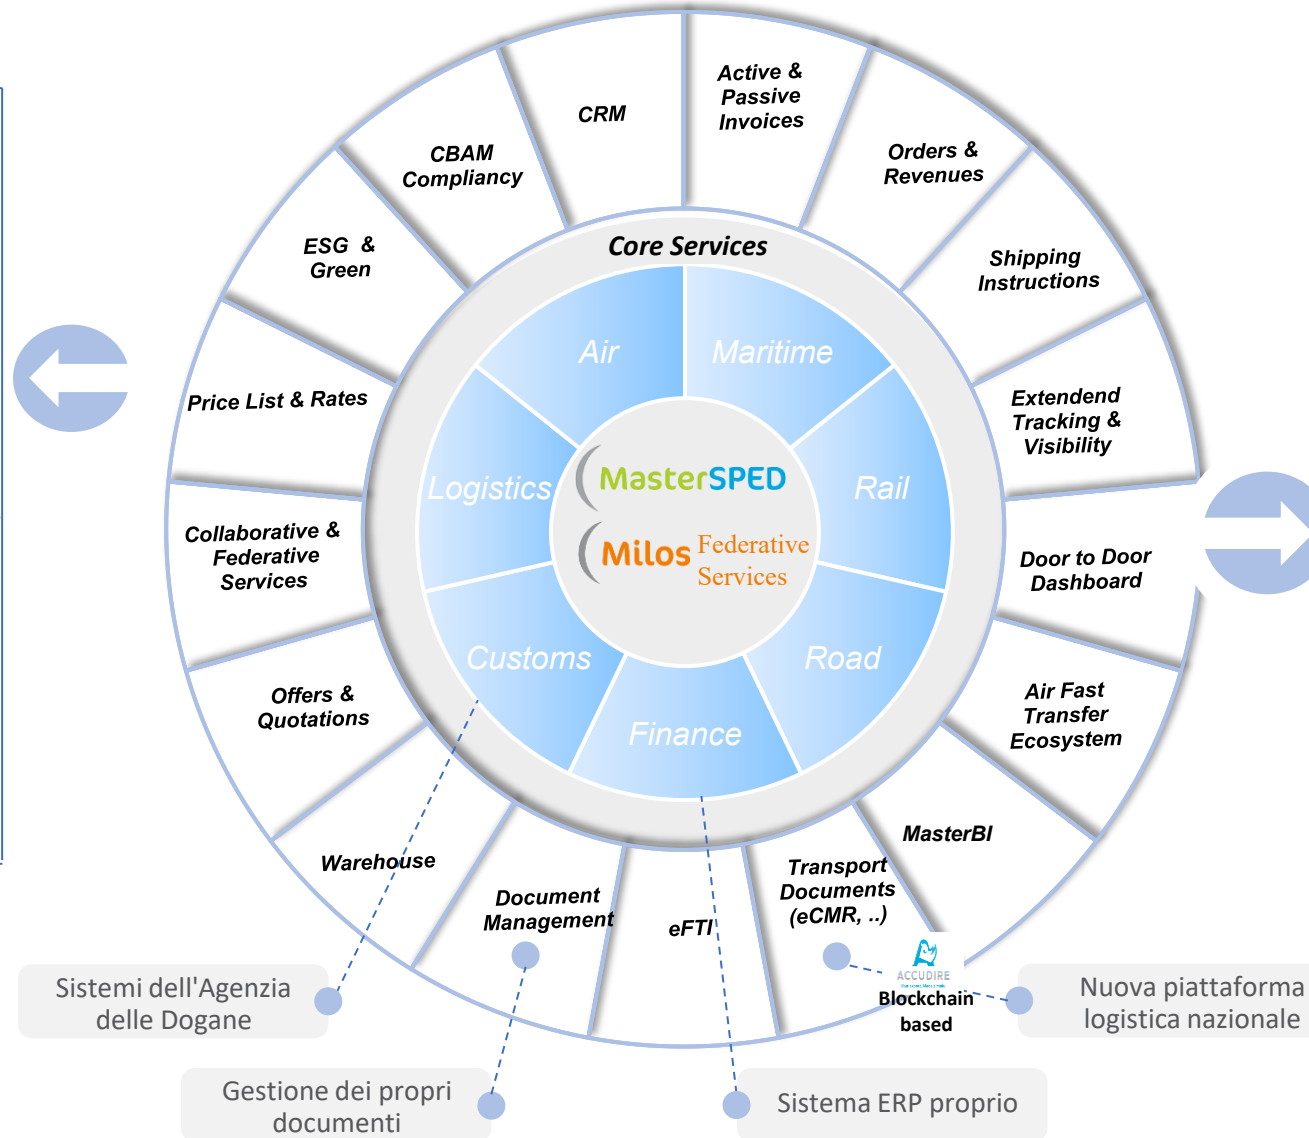 Active &
Passive
Invoices
CRM
Orders &
Revenues
CBAM
Compliancy
Shipping
Instructions
ESG &
Green
Extendend
Tracking &
Visibility
Price List & Rates
Door to Door
Dashboard
Collaborative &
Federative
Services
Air Fast
Transfer
Ecosystem
Offers &
Quotations
MasterBI
Warehouse
Transport
Documents
(eCMR, ..)
Document
Management
eFTI
Core Services
Air
Maritime
Logistics
Rail
Customs
Road
Finance
MasterSPED
Milos Federative
Services
ACCUDIRE
Blockchain
based
Sistemi dell'Agenzia
delle Dogane
Nuova piattaforma
logistica nazionale
Gestione dei propri
documenti
Sistema ERP proprio